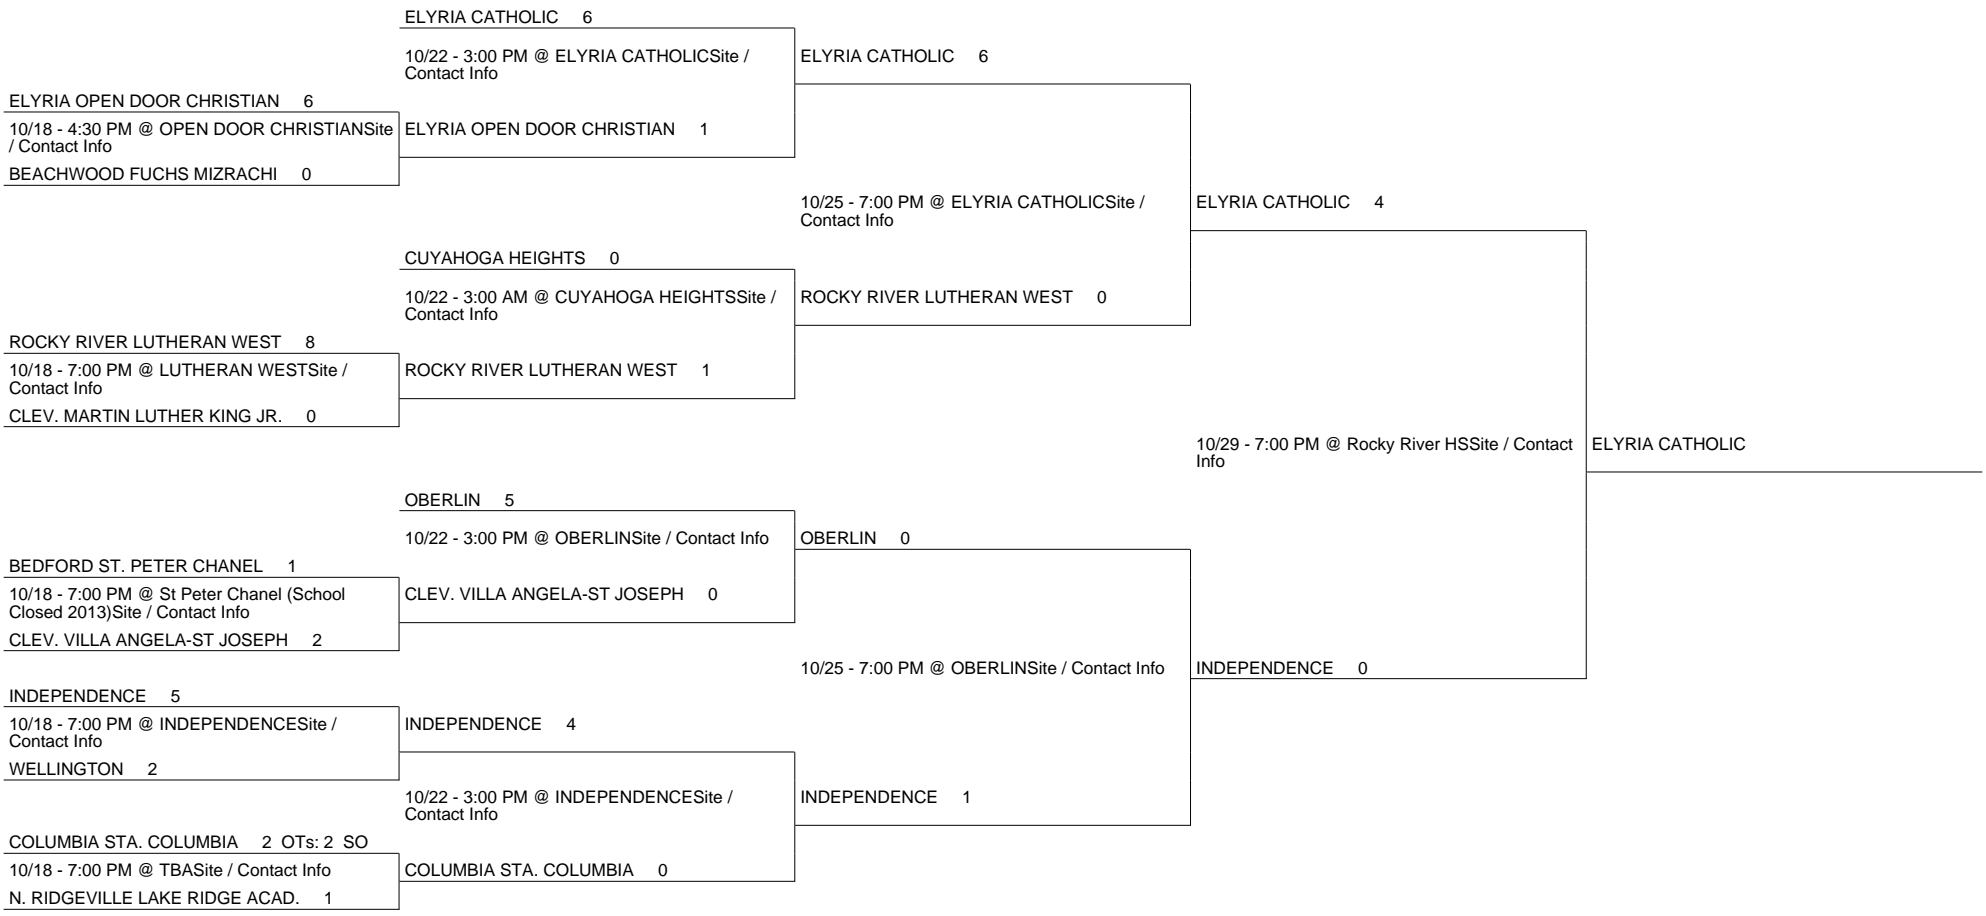 ELYRIA OPEN DOOR CHRISTIAN 6
10/18 - 4:30 PM @ OPEN DOOR CHRISTIANSite
/ Contact Info
BEACHWOOD FUCHS MIZRACHI 0
ROCKY RIVER LUTHERAN WEST 8
10/18 - 7:00 PM @ LUTHERAN WESTSite /
Contact Info
CLEV. MARTIN LUTHER KING JR. 0
BEDFORD ST. PETER CHANEL 1
10/18 - 7:00 PM @ St Peter Chanel (School
Closed 2013)Site / Contact Info
CLEV. VILLA ANGELA-ST JOSEPH 2
INDEPENDENCE 5
10/18 - 7:00 PM @ INDEPENDENCESite /
Contact Info
WELLINGTON 2
COLUMBIA STA. COLUMBIA 2 OTs: 2 SO
10/18 - 7:00 PM @ TBASite / Contact Info
N. RIDGEVILLE LAKE RIDGE ACAD. 1
ELYRIA CATHOLIC 6
10/22 - 3:00 PM @ ELYRIA CATHOLICSite /
Contact Info
ELYRIA OPEN DOOR CHRISTIAN 1
CUYAHOGA HEIGHTS 0
10/22 - 3:00 AM @ CUYAHOGA HEIGHTSSite /
Contact Info
ROCKY RIVER LUTHERAN WEST 1
OBERLIN 5
10/22 - 3:00 PM @ OBERLINSite / Contact Info
CLEV. VILLA ANGELA-ST JOSEPH 0
INDEPENDENCE 4
10/22 - 3:00 PM @ INDEPENDENCESite /
Contact Info
COLUMBIA STA. COLUMBIA 0
ELYRIA CATHOLIC 6
10/25 - 7:00 PM @ ELYRIA CATHOLICSite /
Contact Info
ROCKY RIVER LUTHERAN WEST 0
OBERLIN 0
10/25 - 7:00 PM @ OBERLINSite / Contact Info
INDEPENDENCE 1
ELYRIA CATHOLIC 4
10/29 - 7:00 PM @ Rocky River HSSite / Contact
Info
INDEPENDENCE 0
ELYRIA CATHOLIC